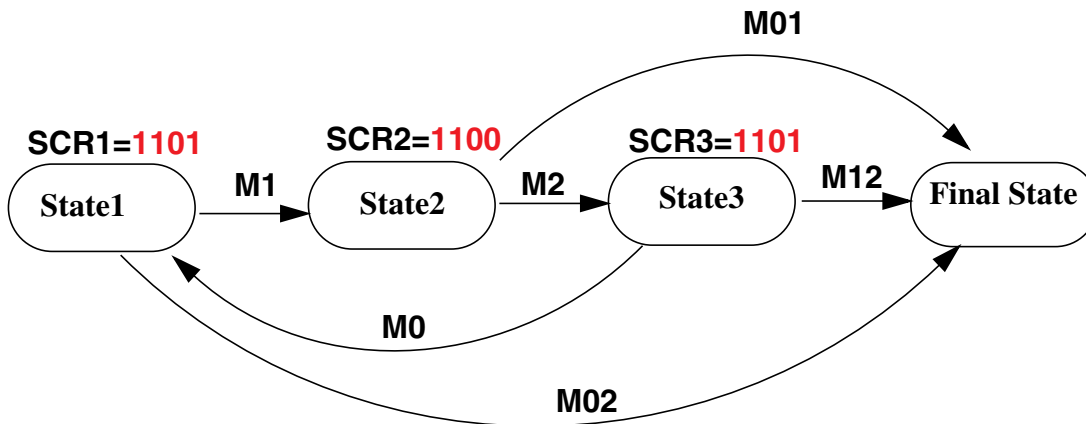 M01
SCR1=1101
SCR2=1100
SCR3=1101
State1
M1
State2
M2
State3
M12
Final State
M0
M02